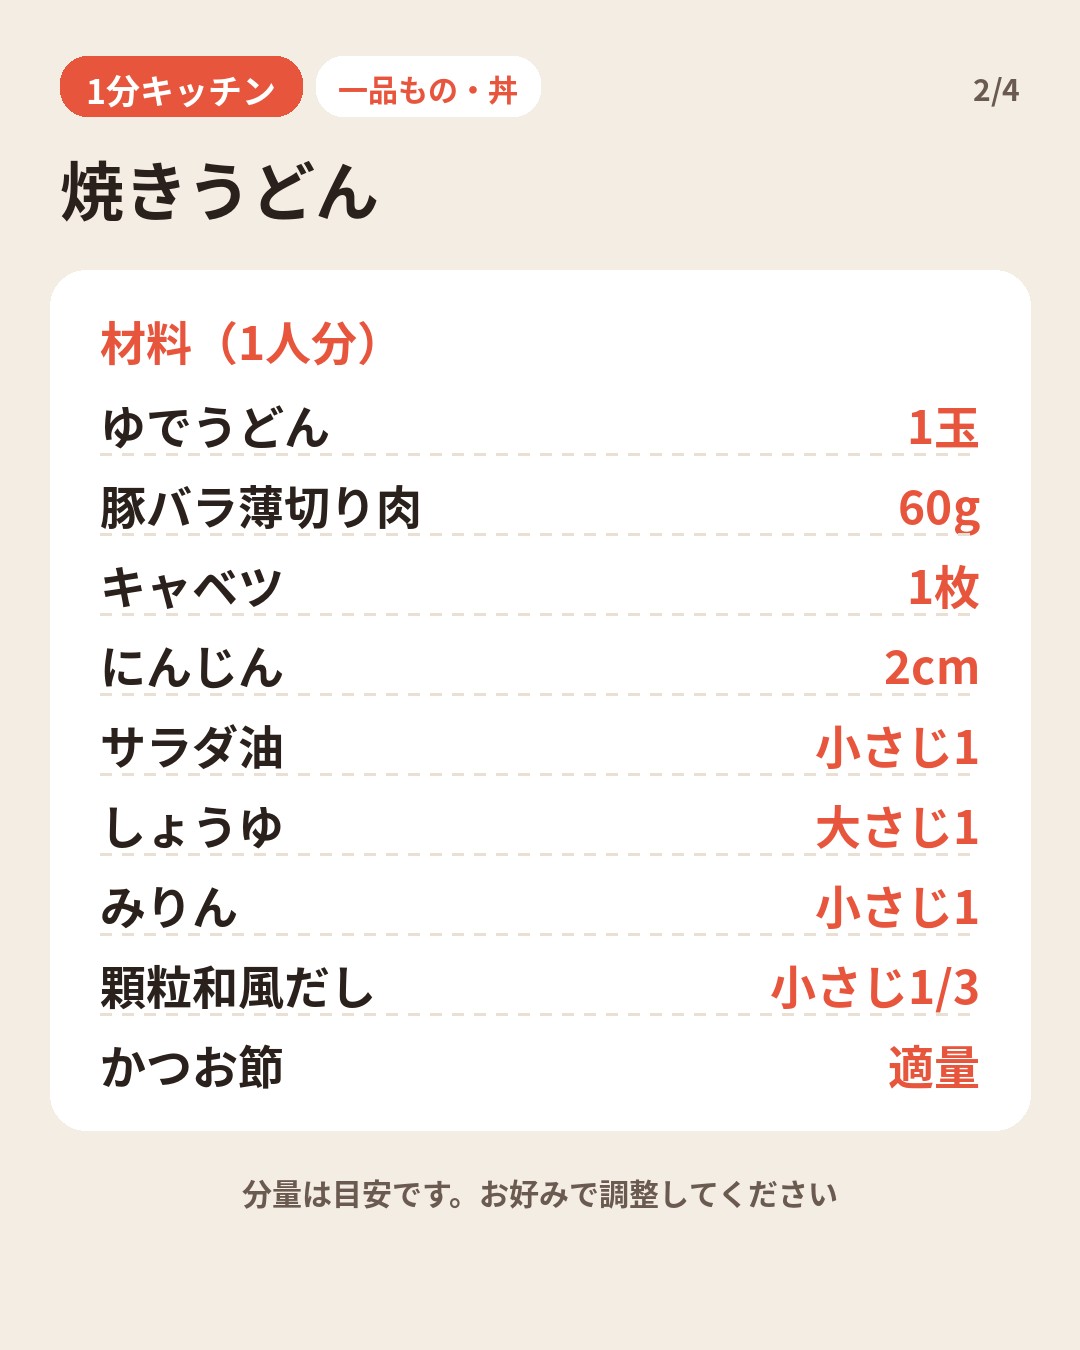 1分キッチン 一品もの・丼 2/4
焼きうどん
材料（1人分）
ゆでうどん 1玉
豚バラ薄切り肉 60g
キャベツ 1枚
にんじん 2cm
サラダ油 小さじ1
しょうゆ 大さじ1
みりん 小さじ1
顆粒和風だし 小さじ1/3
かつお節 適量
分量は目安です。お好みで調整してください